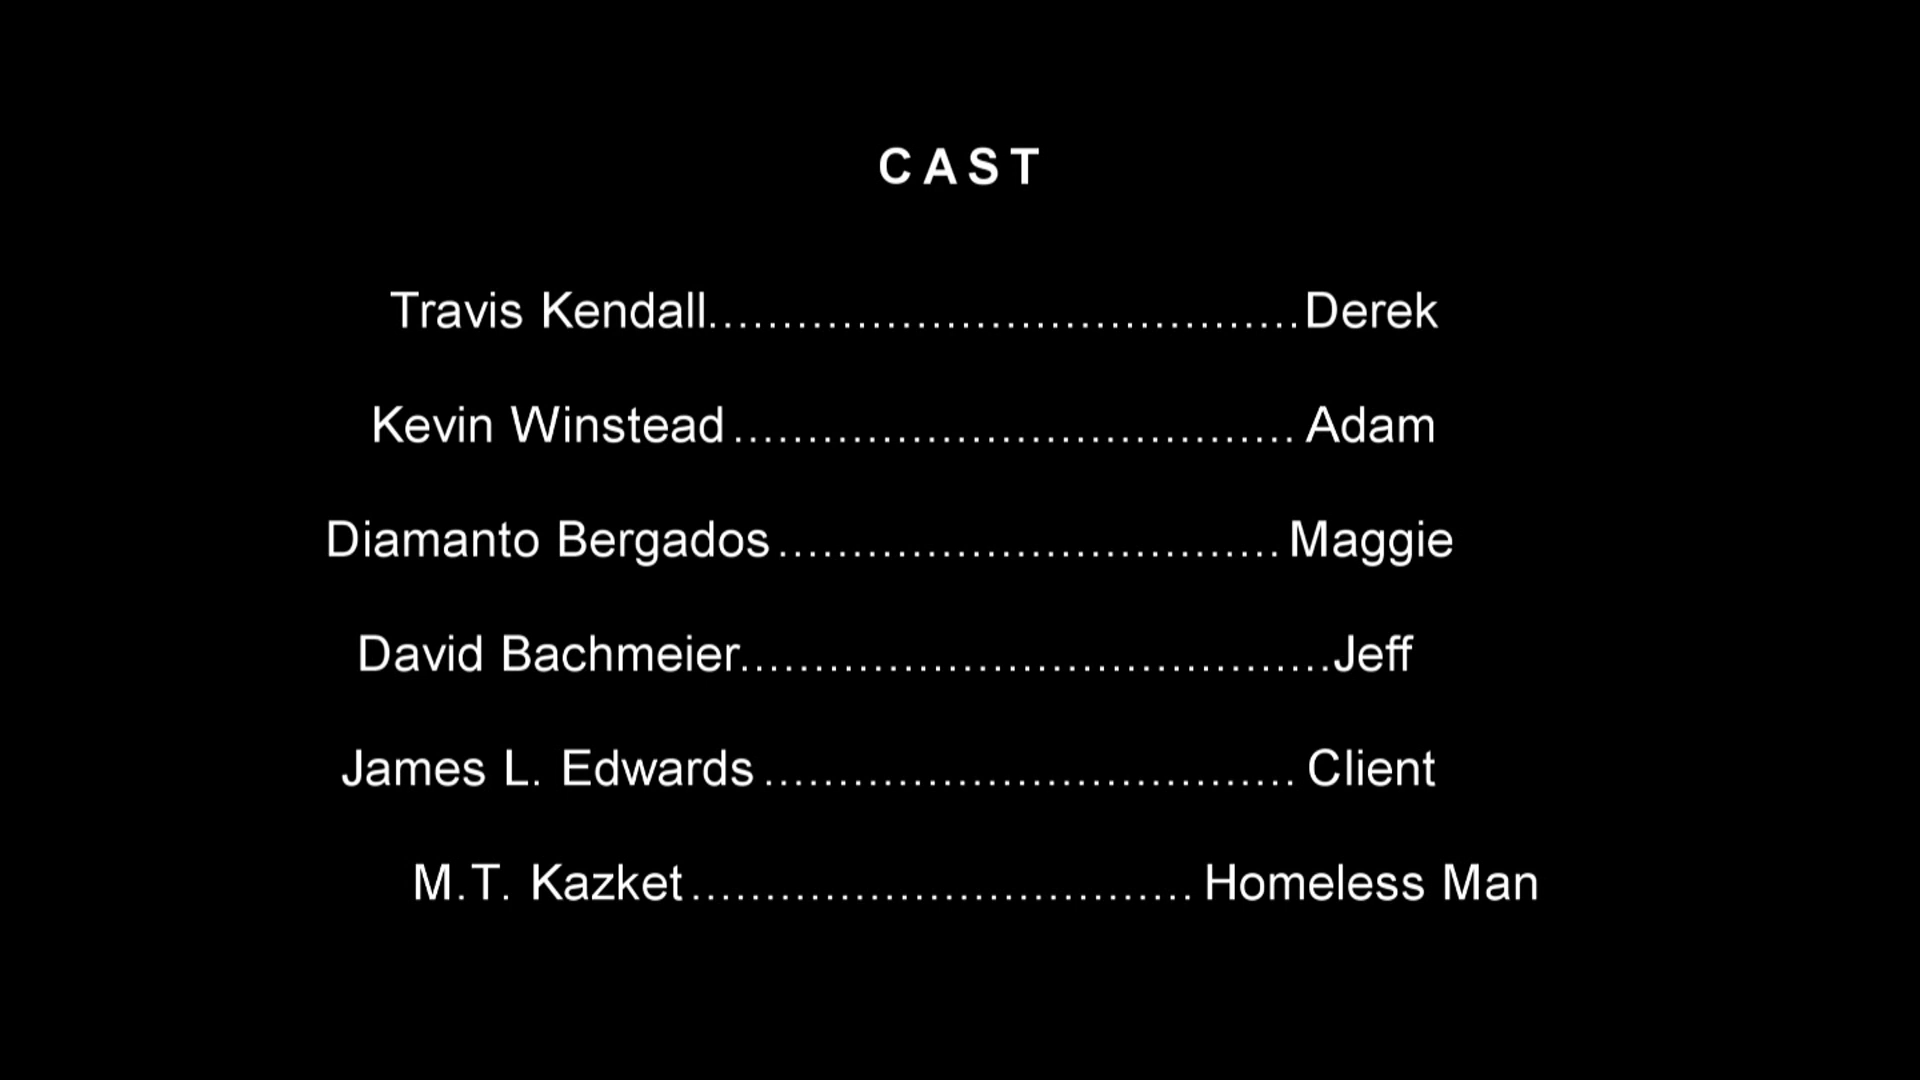 CAST
Travis Kendall........................................Derek
Kevin Winstead...................................... Adam
Diamanto Bergados.................................. Maggie
David Bachmeier........................................Jeff
James L. Edwards.................................... Client
M.T. Kazket.................................. Homeless Man